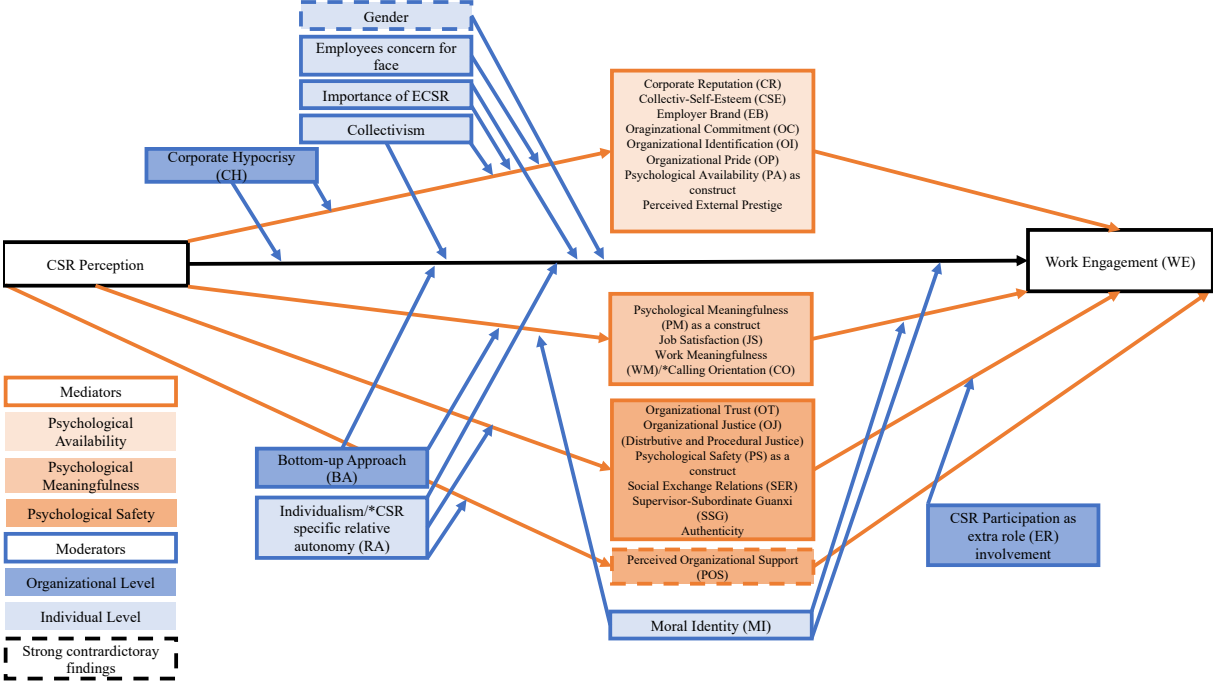 Gender
Employees concern for
face
Importance of ECSR
Collectivism
Corporate Hypocrisy
(CH)
Corporate Reputation (CR)
Collectiv-Self-Esteem (CSE)
Employer Brand (EB)
Oraginzational Commitment (OC)
Organizational Identification (OI)
Organizational Pride (OP)
Psychological Availability (PA) as
construct
Perceived External Prestige
CSR Perception
Work Engagement (WE)
Psychological Meaningfulness
(PM) as a construct
Job Satisfaction (JS)
Work Meaningfulness
(WM)/*Calling Orientation (CO)
Organizational Trust (OT)
Organizational Justice (OJ)
(Distrbutive and Procedural Justice)
Psychological Safety (PS) as a
construct
Social Exchange Relations (SER)
Supervisor-Subordinate Guanxi
(SSG)
Authenticity
Perceived Organizational Support
(POS)
Bottom-up Approach
(BA)
Individualism/*CSR
specific relative
autonomy (RA)
CSR Participation as
extra role (ER)
involvement
Moral Identity (MI)
Mediators
Psychological
Availability
Psychological
Meaningfulness
Psychological Safety
Moderators
Organizational Level
Individual Level
Strong contradictoray
findings